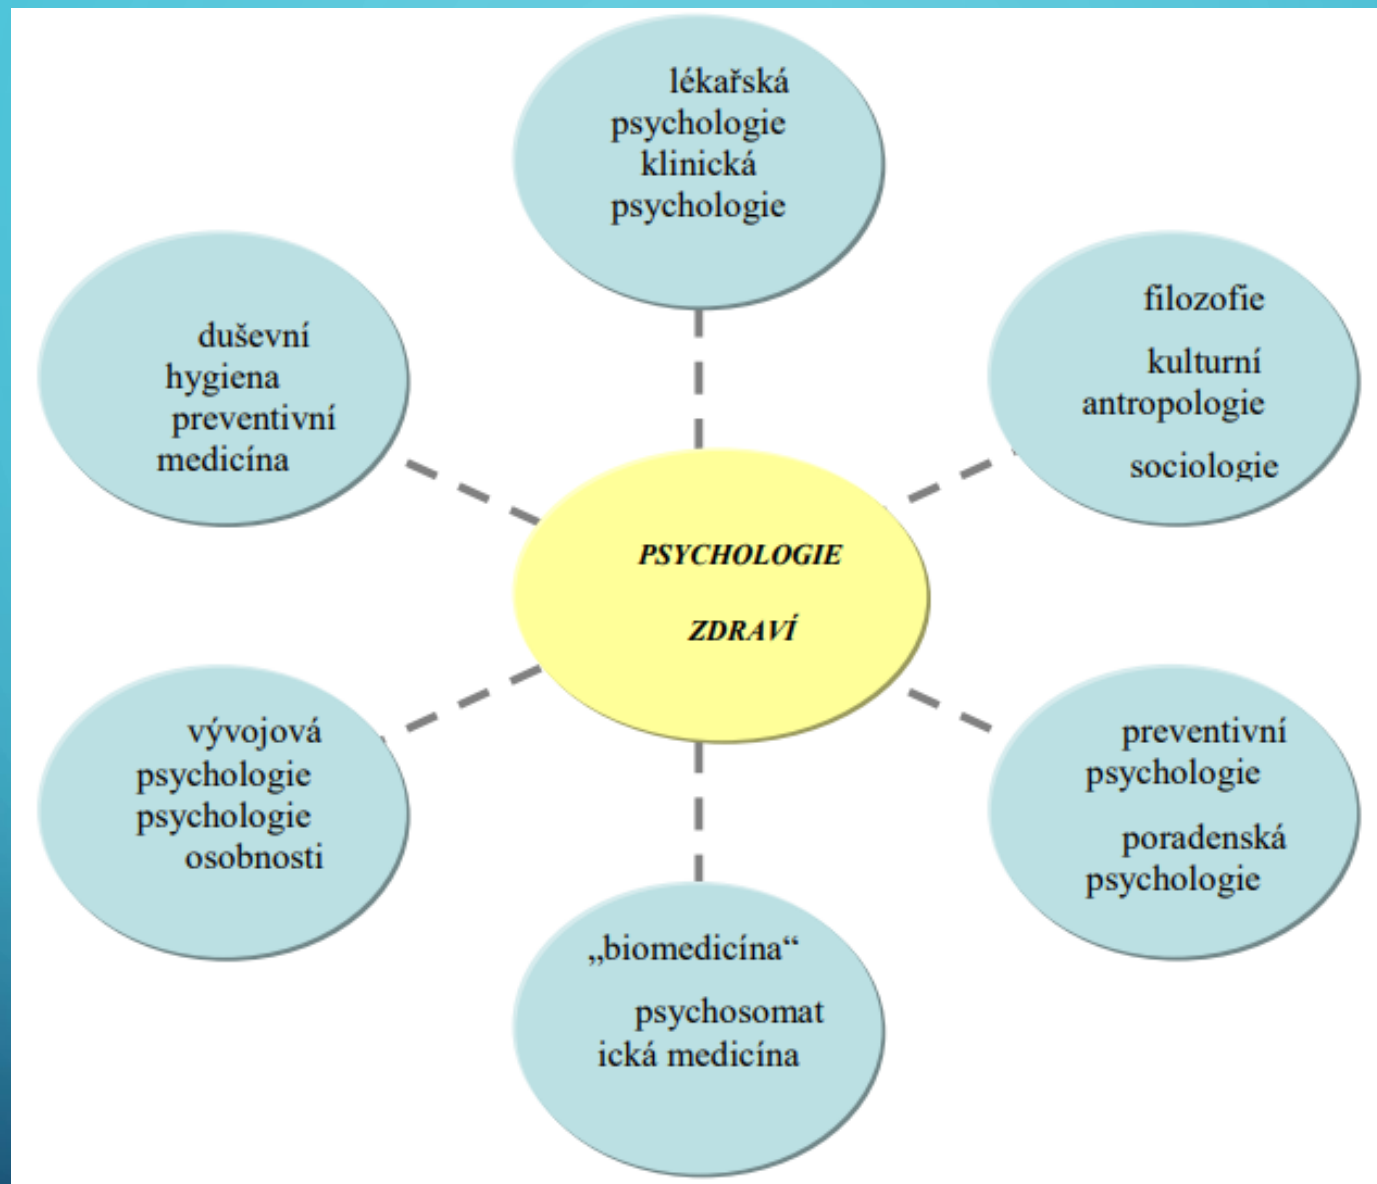 lékařská
psychologie
klinická
psychologie
filozofie
kulturní
antropologie
sociologie
duševní
hygiena
preventivní
medicína
PSYCHOLOGIE
ZDRAVÍ
vývojová
psychologie
psychologie
osobnosti
preventivní
psychologie
poradenská
psychologie
„biomedicína“
psychosomat
ická medicína